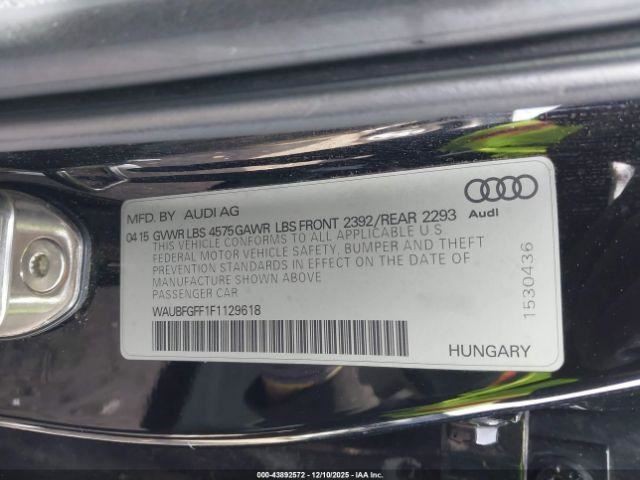 MFD. BY AUDI AG
Audi
04 15 GVWR LBS 4575 GAWR LBS FRONT 2392/REAR 2293
THIS VEHICLE CONFORMS TO ALL APPLICABLE U.S.
FEDERAL MOTOR VEHICLE SAFETY, BUMPER AND THEFT
PREVENTION STANDARDS IN EFFECT ON THE DATE OF
MANUFACTURE SHOWN ABOVE
PASSENGER CAR
WAUBFGFF1F1129618
HUNGARY
1530436
000-43892572 - 12/10/2025 - IAA Inc.